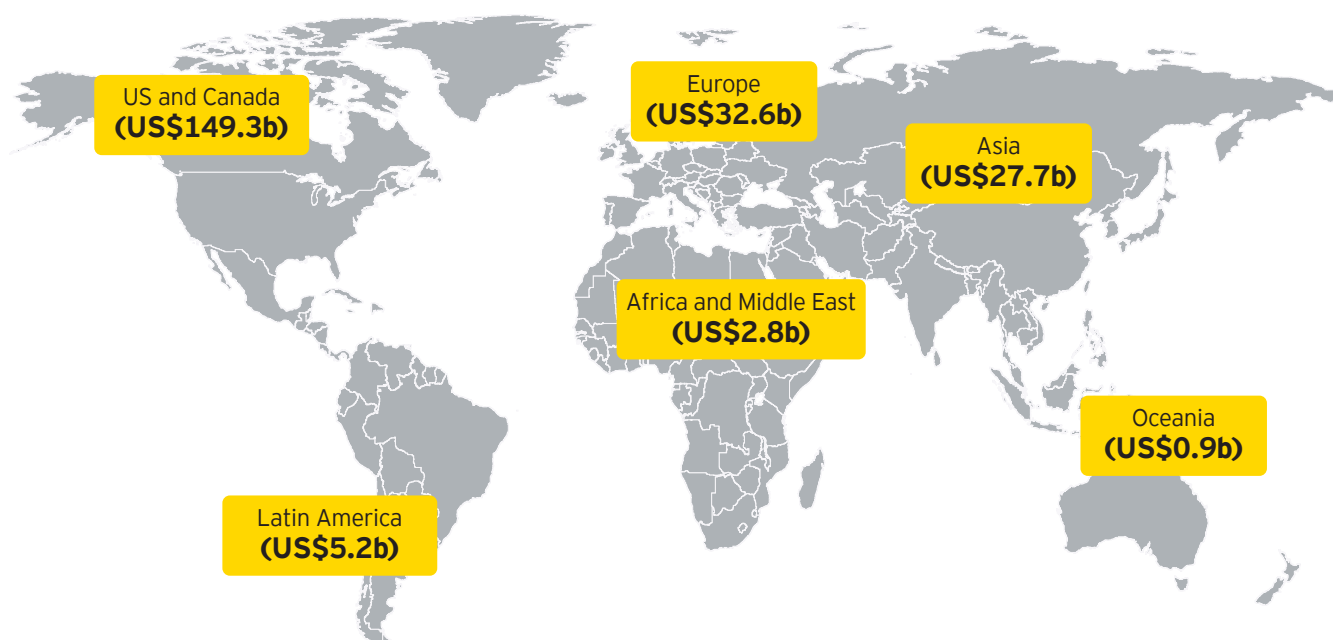 US and Canada
(US$149.3b)
Europe
(US$32.6b)
Asia
(US$27.7b)
Africa and Middle East
(US$2.8b)
Oceania
(US$0.9b)
Latin America
(US$5.2b)